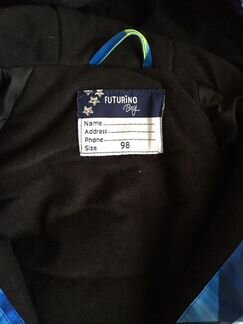 FUTURINO
Boy
Name
Address
Phone
Size 98